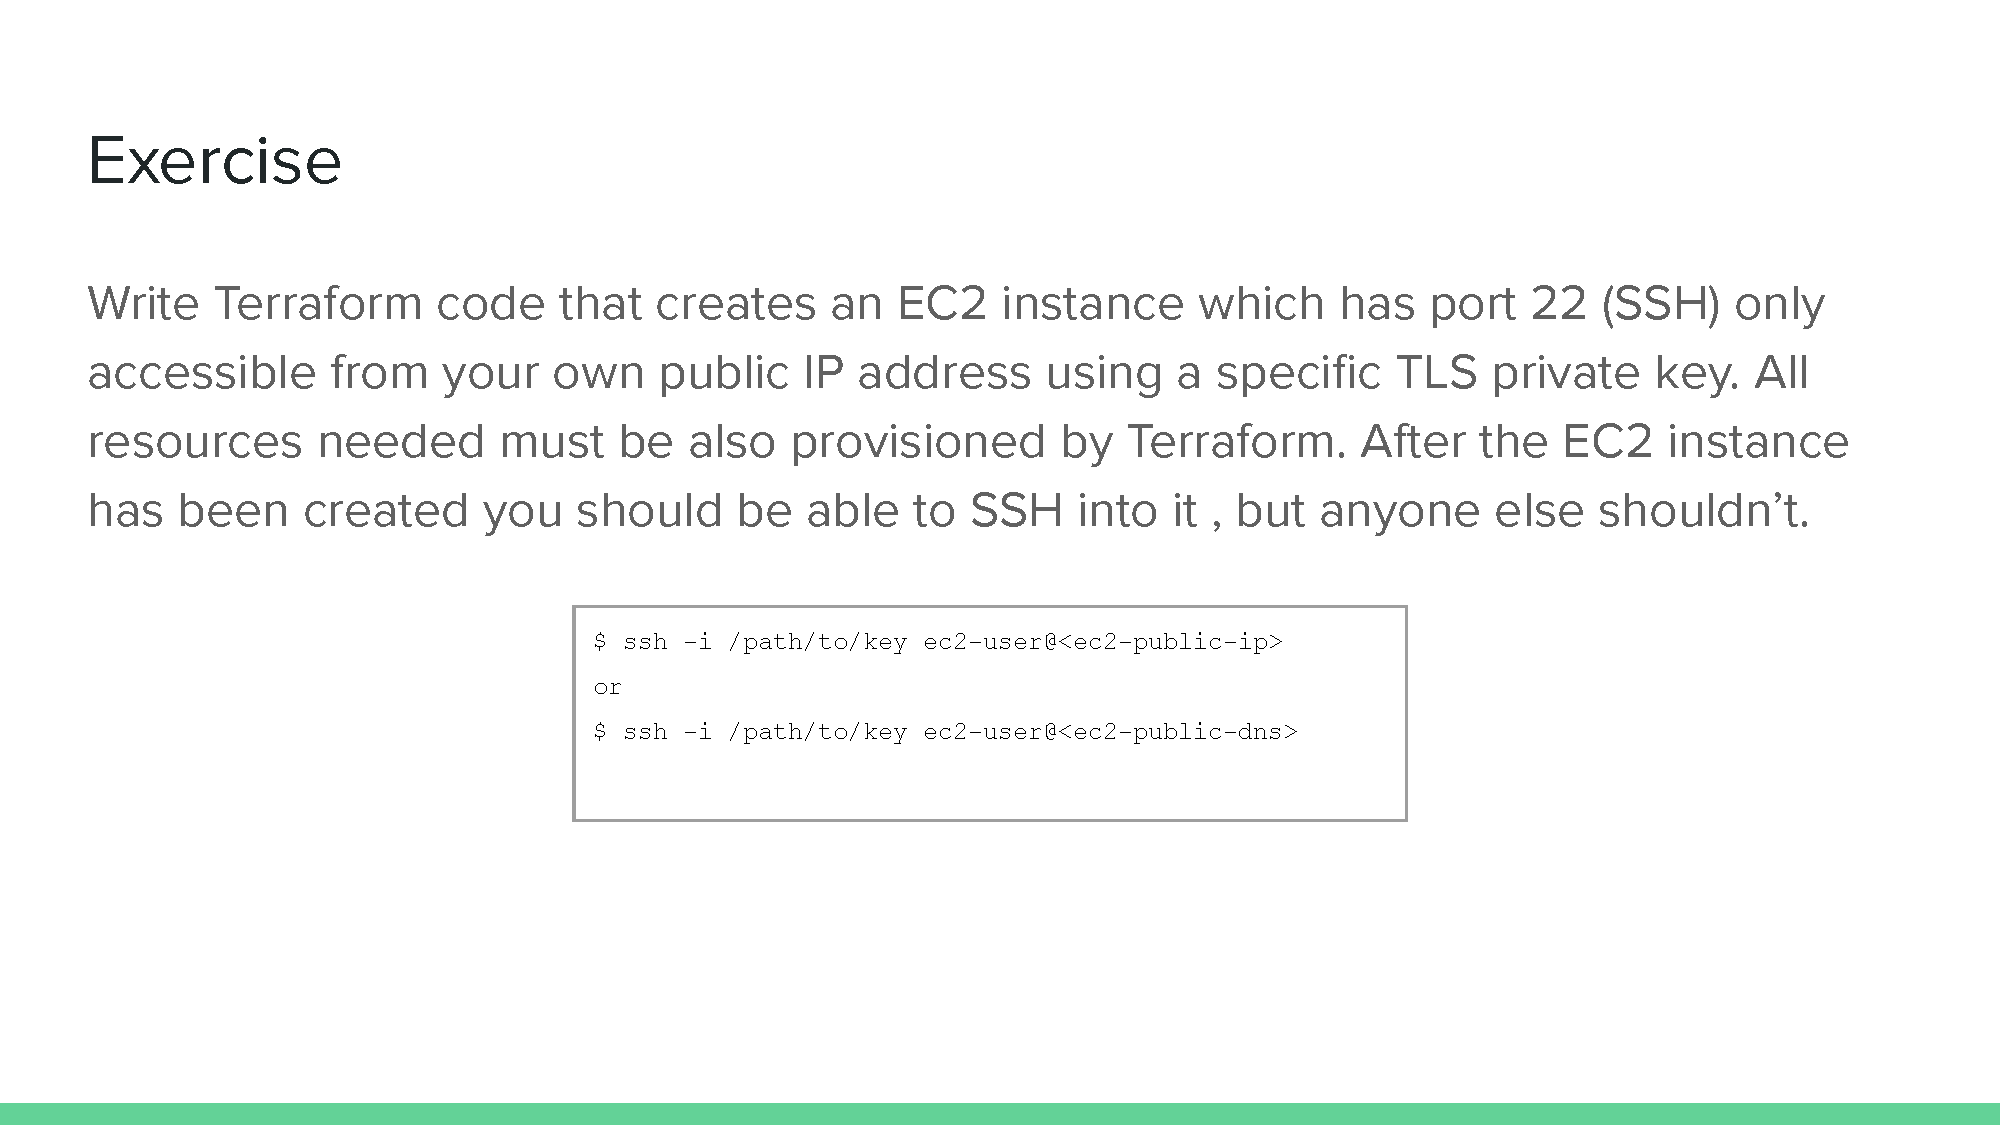 Exercise
Write Terraform code that creates an EC2 instance which has port 22 (SSH) only
accessible from your own public IP address using a specific TLS private key. All
resources needed must be also provisioned by Terraform. After the EC2 instance
has been created you should be able to SSH into it , but anyone else shouldn’t.
$ ssh -i /path/to/key ec2-user@<ec2-public-ip>
or
$ ssh -i /path/to/key ec2-user@<ec2-public-dns>